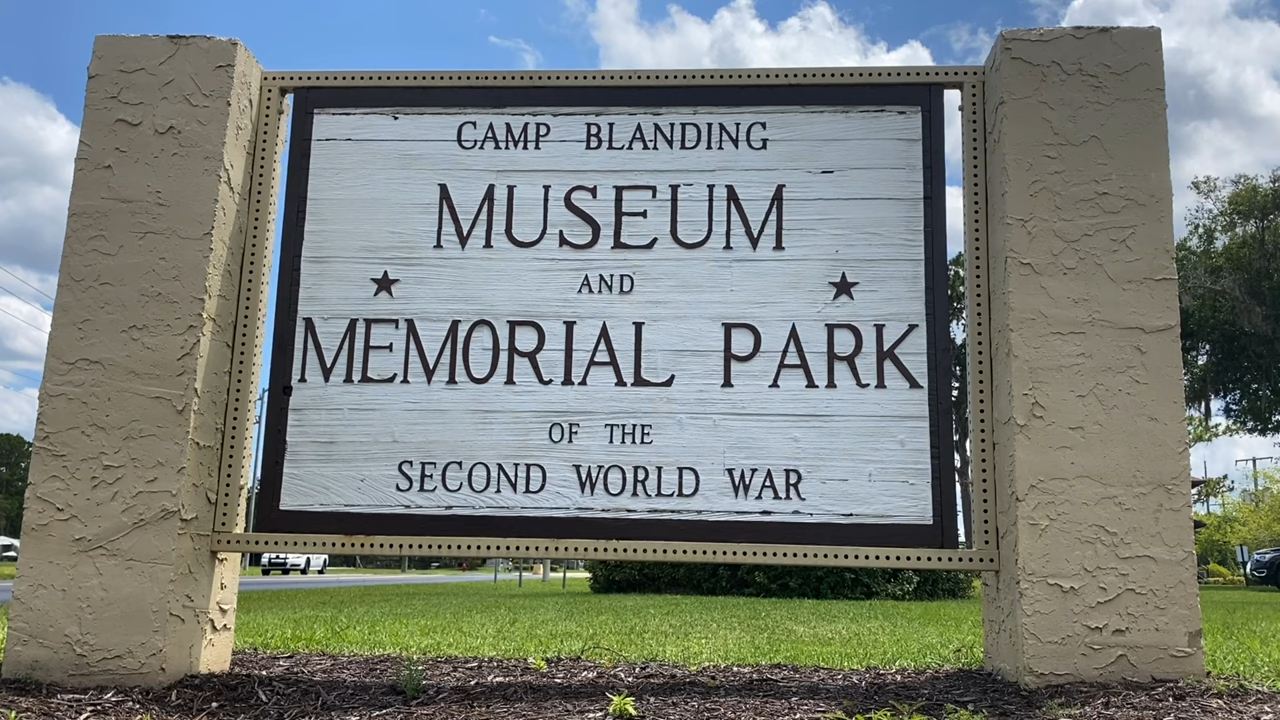 CAMP BLANDING
MUSEUM
AND
MEMORIAL PARK
OF THE
SECOND WORLD WAR